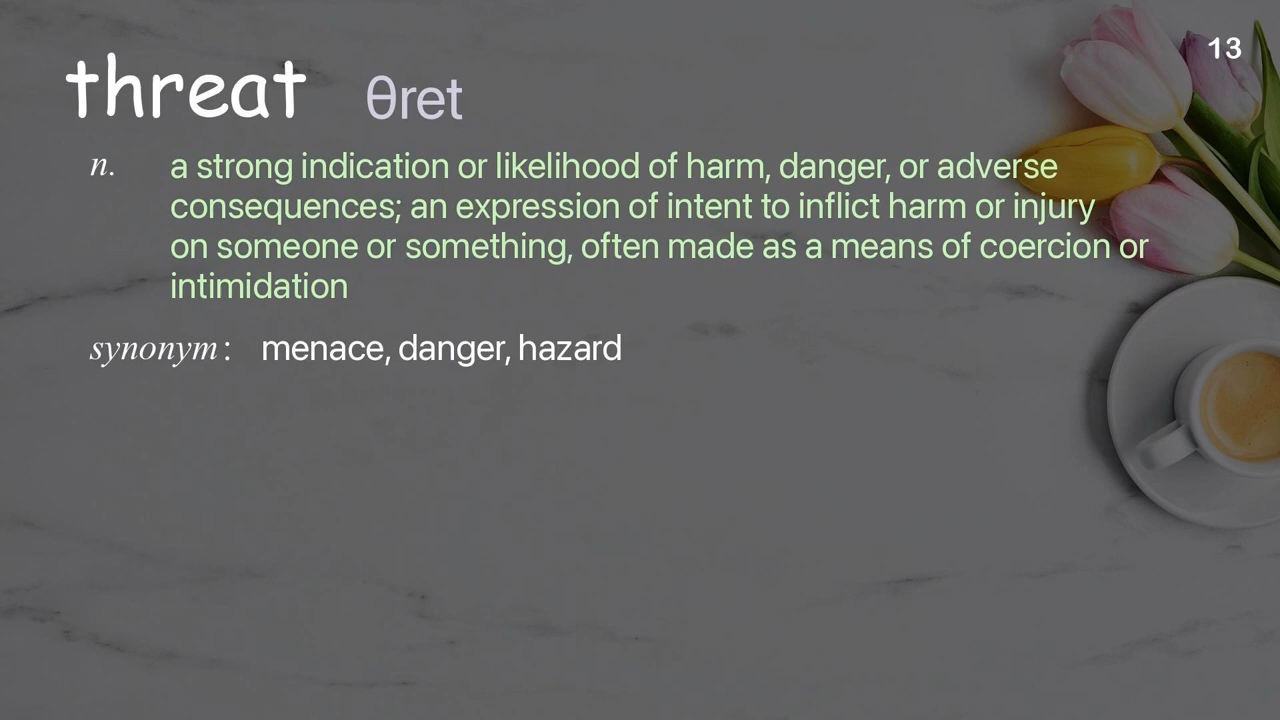 13
threat θret
n. a strong indication or likelihood of harm, danger, or adverse
consequences; an expression of intent to inflict harm or injury
on someone or something, often made as a means of coercion or
intimidation
synonym: menace, danger, hazard